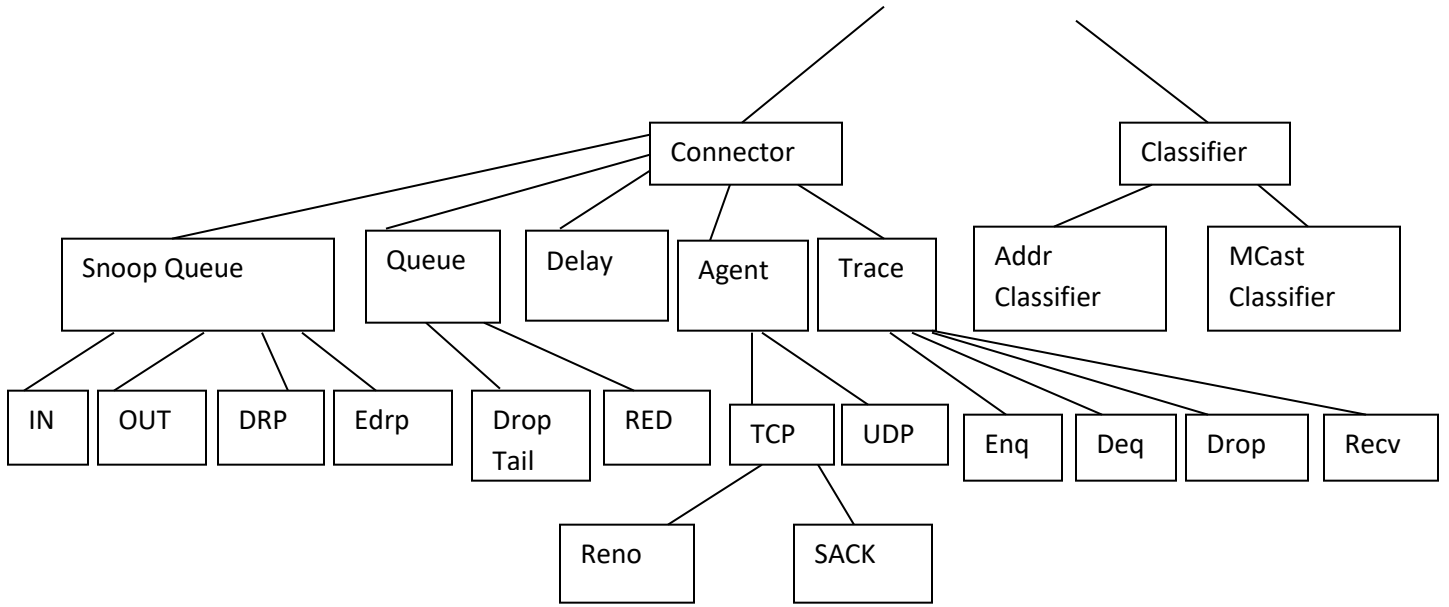 Connector
Classifier
Snoop Queue
Queue
Delay
Agent
Trace
Addr
Classifier
MCast
Classifier
IN
OUT
DRP
Edrp
Drop
Tail
RED
TCP
UDP
Enq
Deq
Drop
Recv
Reno
SACK